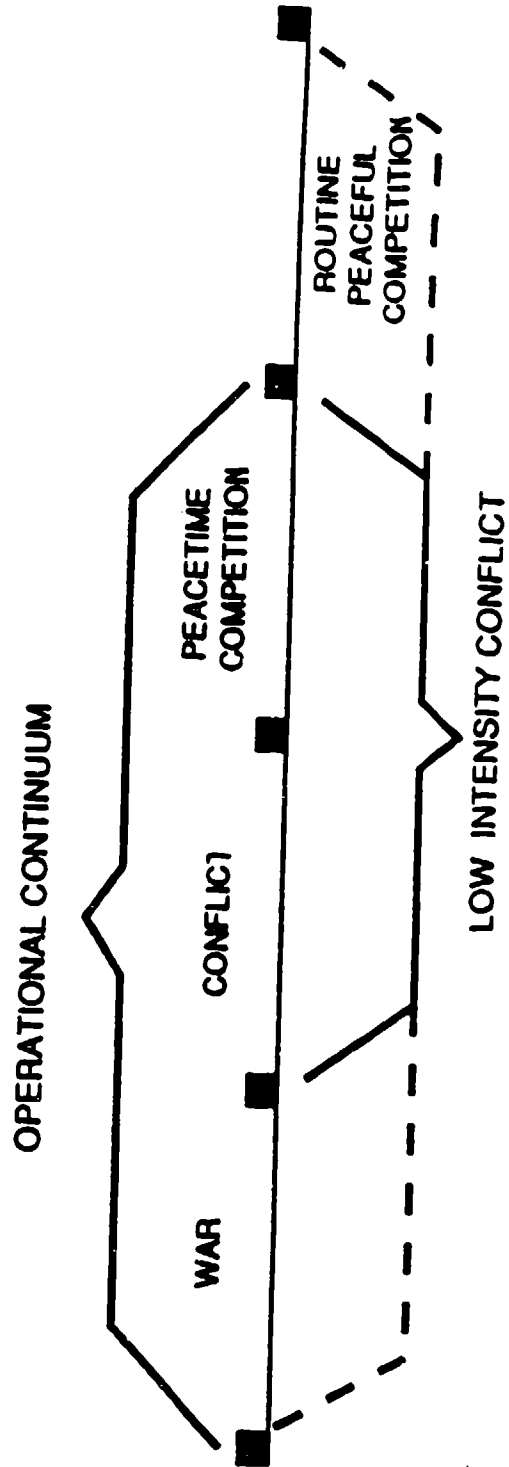 OPERATIONAL CONTINUUM
WAR
CONFLICT
PEACETIME
COMPETITION
ROUTINE
PEACEFUL
COMPETITION
LOW INTENSITY CONFLICT